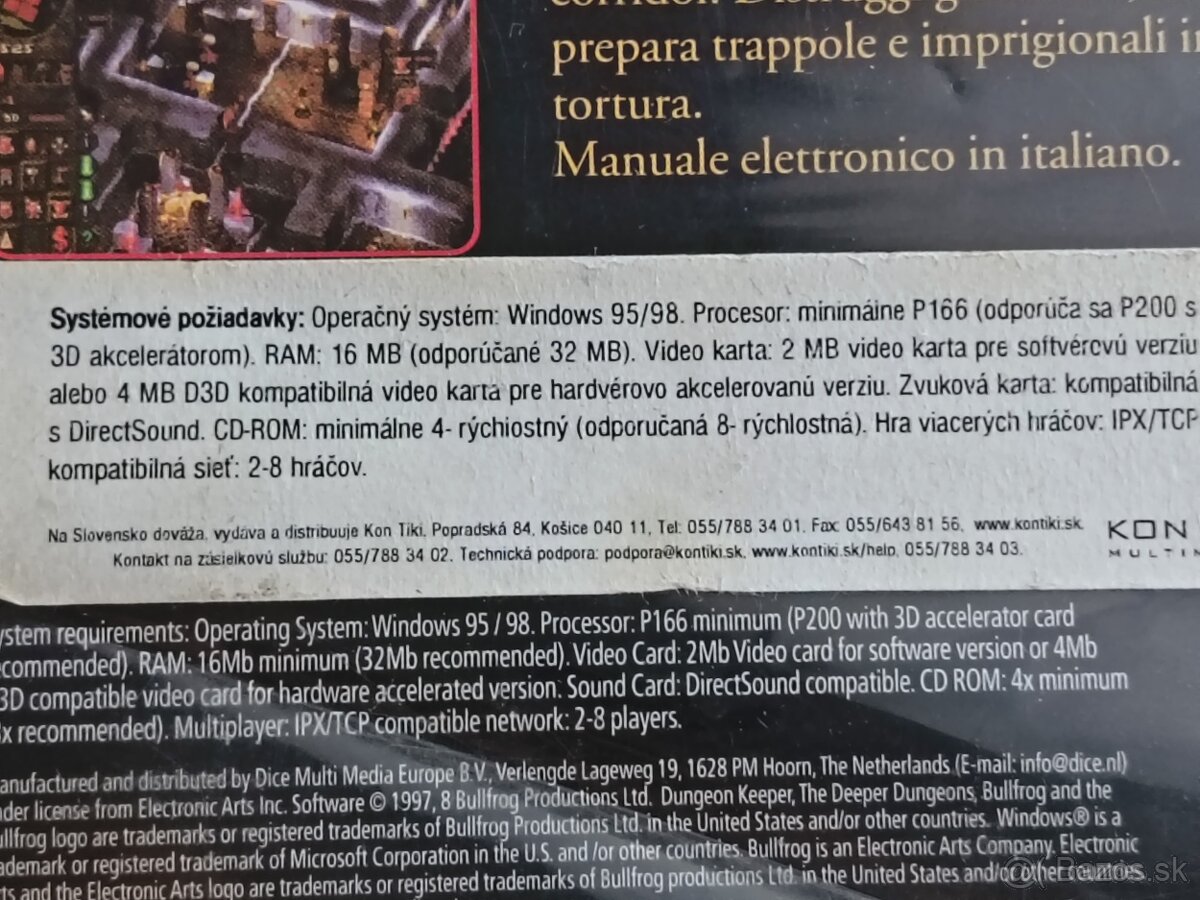 corridoi. Distruggi
prepara trappole e imprigionali in
tortura.
Manuale elettronico in italiano.
Systémové požiadavky: Operačný systém: Windows 95/98. Procesor: minimáine P166 (odporúča sa P200 s
3D akcelerátorom). RAM: 16 MB (odporúčané 32 MB). Video karta: 2 MB video karta pre softvércvú verziu
alebo 4 MB D3D kompatibilná video karta pre hardvérovo akcelerovanú verziu. Zvuková karta: kompatibilná
s DirectSound. CD-ROM: minimálne 4- rýchiostný (odporučaná 8- rýchlostná). Hra viacerých hráčov: IPX/TCP
kompatibilná sieť: 2-8 hráčov.
Na Slovensko dováža, vydáva a distribuuje Kon Tiki, Popradská 84, Košice 040 11, Tel: 055/788 34 01. Fax: 055/643 81 56, www.kontiki.sk
Kontakt na zásielkovú službu: 055/788 34 02. Technická podpora: podpora@kontiki.sk, www.kontiki.sk/help, 055/788 34 03.
KON
MULTIM
ystem requirements: Operating System: Windows 95 / 98. Processor: P166 minimum (P200 with 3D accelerator card
commended). RAM: 16Mb minimum (32Mb recommended). Video Card: 2Mb Video card for software version or 4Mb
3D compatible video card for hardware accelerated version. Sound Card: DirectSound compatible. CD ROM: 4x minimum
x recommended). Multiplayer: IPX/TCP compatible network: 2-8 players.
anufactured and distributed by Dice Multi Media Europe B.V., Verlengde Lageweg 19, 1628 PM Hoorn, The Netherlands (E-mail: info@dice.nl)
der license from Electronic Arts Inc. Software © 1997, 8 Bullfrog Productions Ltd. Dungeon Keeper, The Deeper Dungeons, Bullfrog and the
ullfrog logo are trademarks or registered trademarks of Bullfrog Productions Ltd. in the United States and/or other countries. Windows® is a
ademark or registered trademark of Microsoft Corporation in the U.S. and /or other countries. Bullfrog is an Electronic Arts Company. Electronic
ts and the Electronic Arts logo are trademarks or registered trademarks of Bullfrog productions Ltd. in the United States and/or other countries.
Bazos.sk